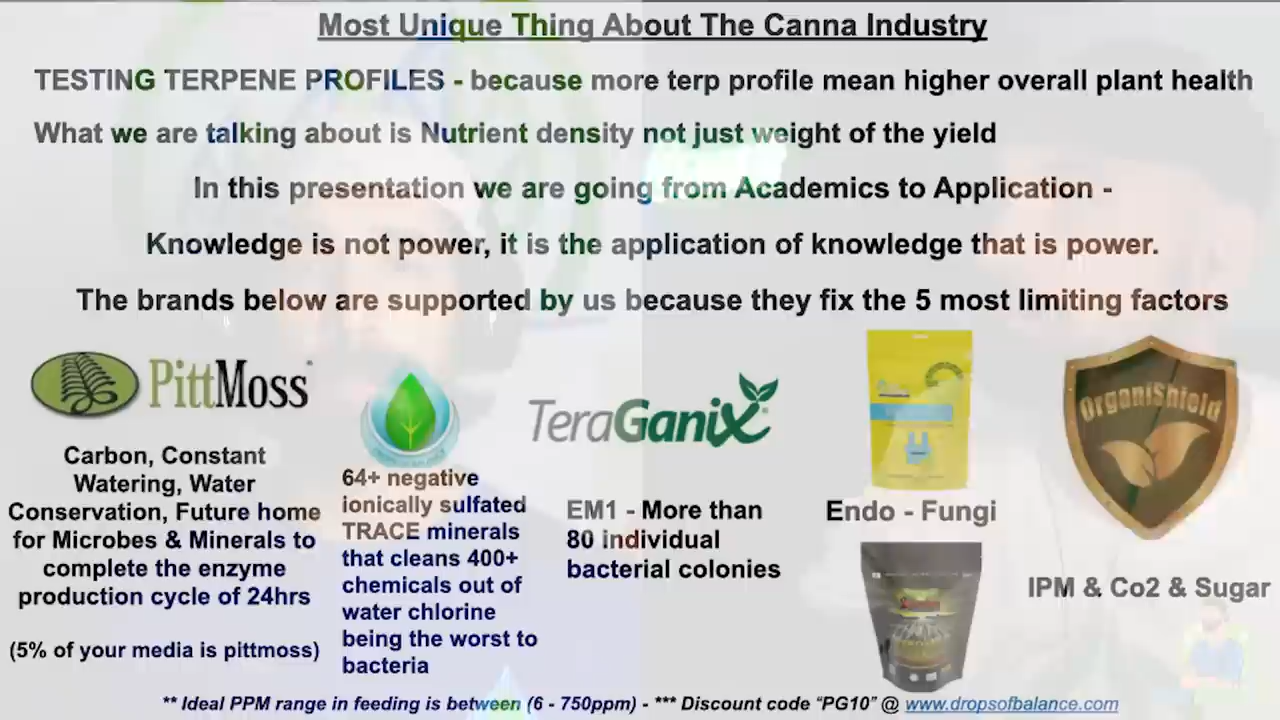 Most Unique Thing About The Canna Industry
TESTING TERPENE PROFILES - because more terp profile mean higher overall plant health
What we are talking about is Nutrient density not just weight of the yield
In this presentation we are going from Academics to Application -
Knowledge is not power, it is the application of knowledge that is power.
The brands below are supported by us because they fix the 5 most limiting factors
PittMoss
Carbon, Constant
Watering, Water
Conservation, Future home
for Microbes & Minerals to
complete the enzyme
production cycle of 24hrs
(5% of your media is pittmoss)
64+ negative
ionically sulfated
TRACE minerals
that cleans 400+
chemicals out of
water chlorine
being the worst to
bacteria
TeraGanix®
EM1 - More than
80 individual
bacterial colonies
Endo - Fungi
OrganiShield
IPM & Co2 & Sugar
** Ideal PPM range in feeding is between (6 - 750ppm) - *** Discount code “PG10” @ www.dropsofbalance.com